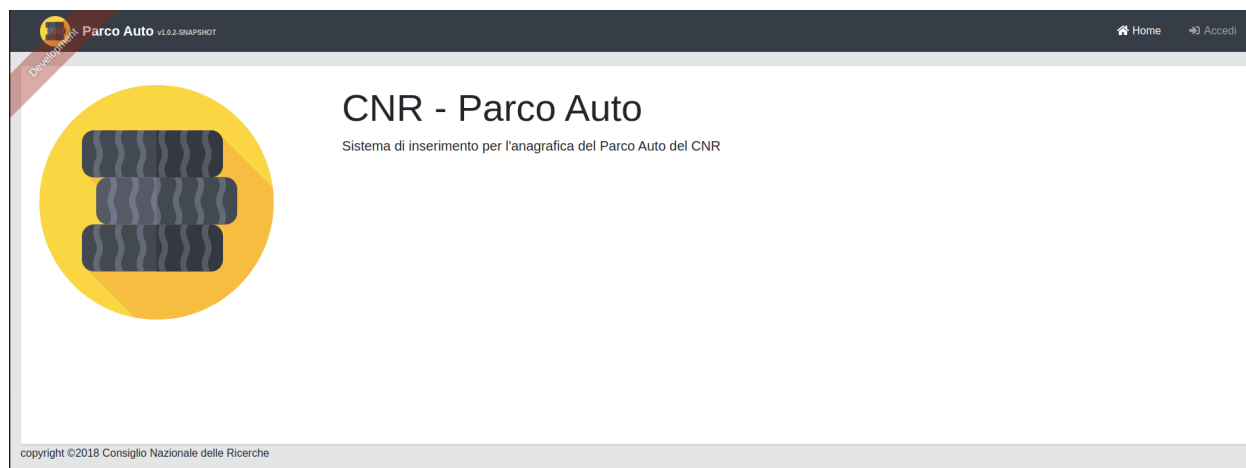 Parco Auto v1.0.2-SNAPSHOT
Home
Accedi
Development
CNR - Parco Auto
Sistema di inserimento per l'anagrafica del Parco Auto del CNR
copyright ©2018 Consiglio Nazionale delle Ricerche